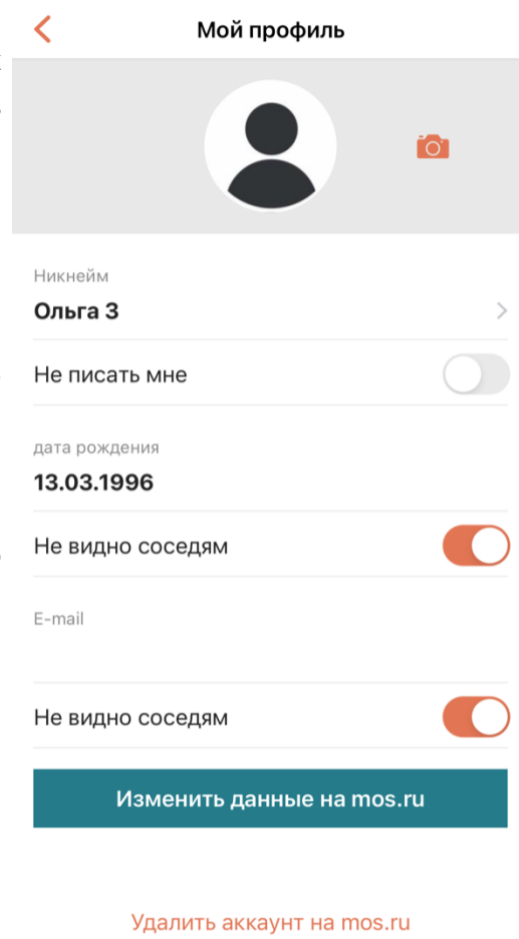 Мой профиль
Никнейм
Ольга З
Не писать мне
дата рождения
13.03.1996
Не видно соседям
E-mail
Не видно соседям
Изменить данные на mos.ru
Удалить аккаунт на mos.ru